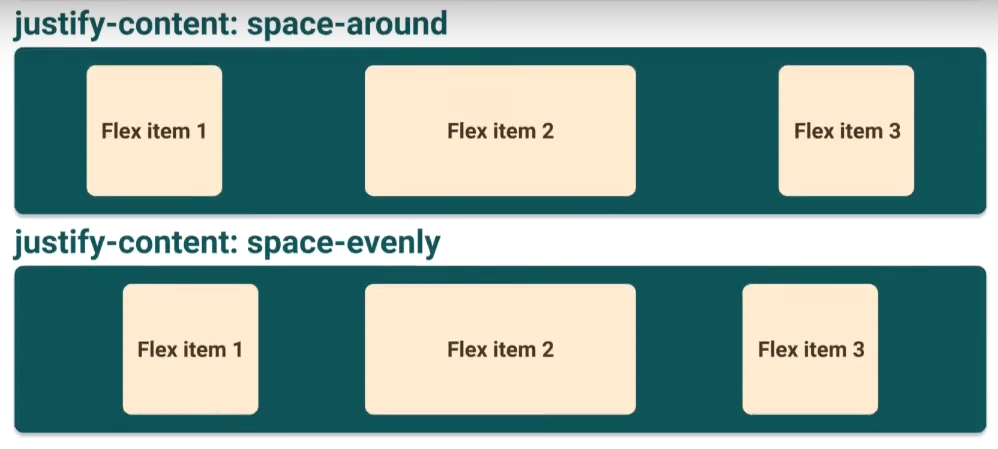 justify-content: space-around
Flex item 1 Flex item 2 Flex item 3
justify-content: space-evenly
Flex item 1 Flex item 2 Flex item 3